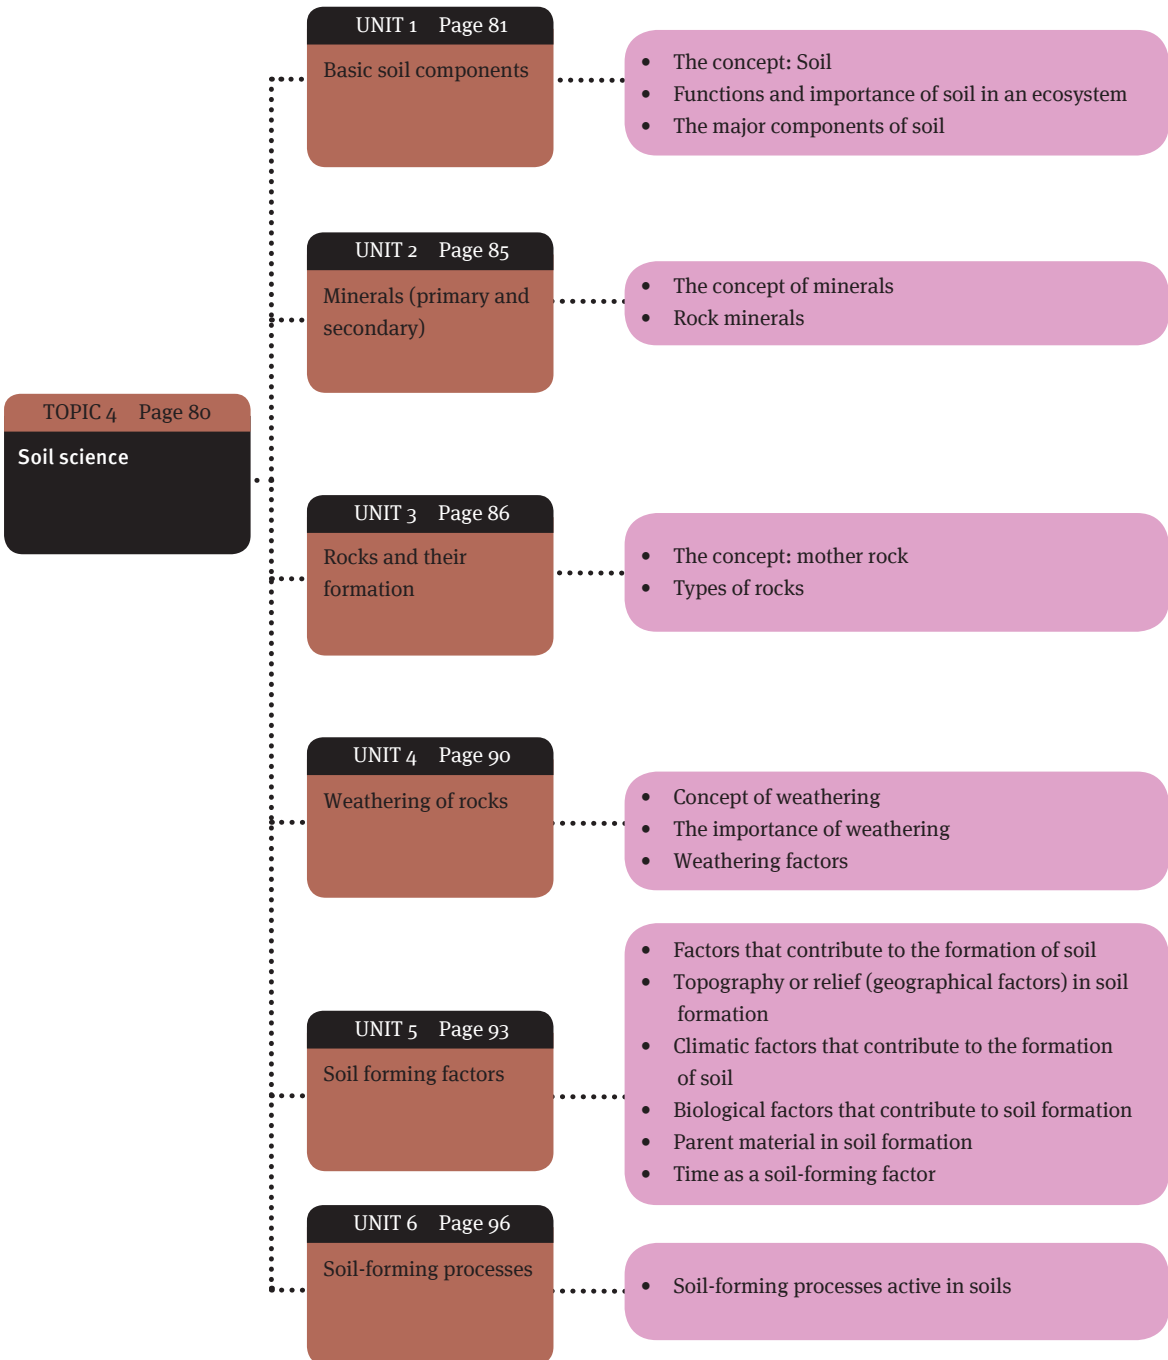 TOPIC 4 Page 80
Soil science
UNIT 1 Page 81
Basic soil components
• The concept: Soil
• Functions and importance of soil in an ecosystem
• The major components of soil
UNIT 2 Page 85
Minerals (primary and
secondary)
• The concept of minerals
• Rock minerals
UNIT 3 Page 86
Rocks and their
formation
• The concept: mother rock
• Types of rocks
UNIT 4 Page 90
Weathering of rocks
• Concept of weathering
• The importance of weathering
• Weathering factors
UNIT 5 Page 93
Soil forming factors
• Factors that contribute to the formation of soil
• Topography or relief (geographical factors) in soil
formation
• Climatic factors that contribute to the formation
of soil
• Biological factors that contribute to soil formation
• Parent material in soil formation
• Time as a soil-forming factor
UNIT 6 Page 96
Soil-forming processes
• Soil-forming processes active in soils